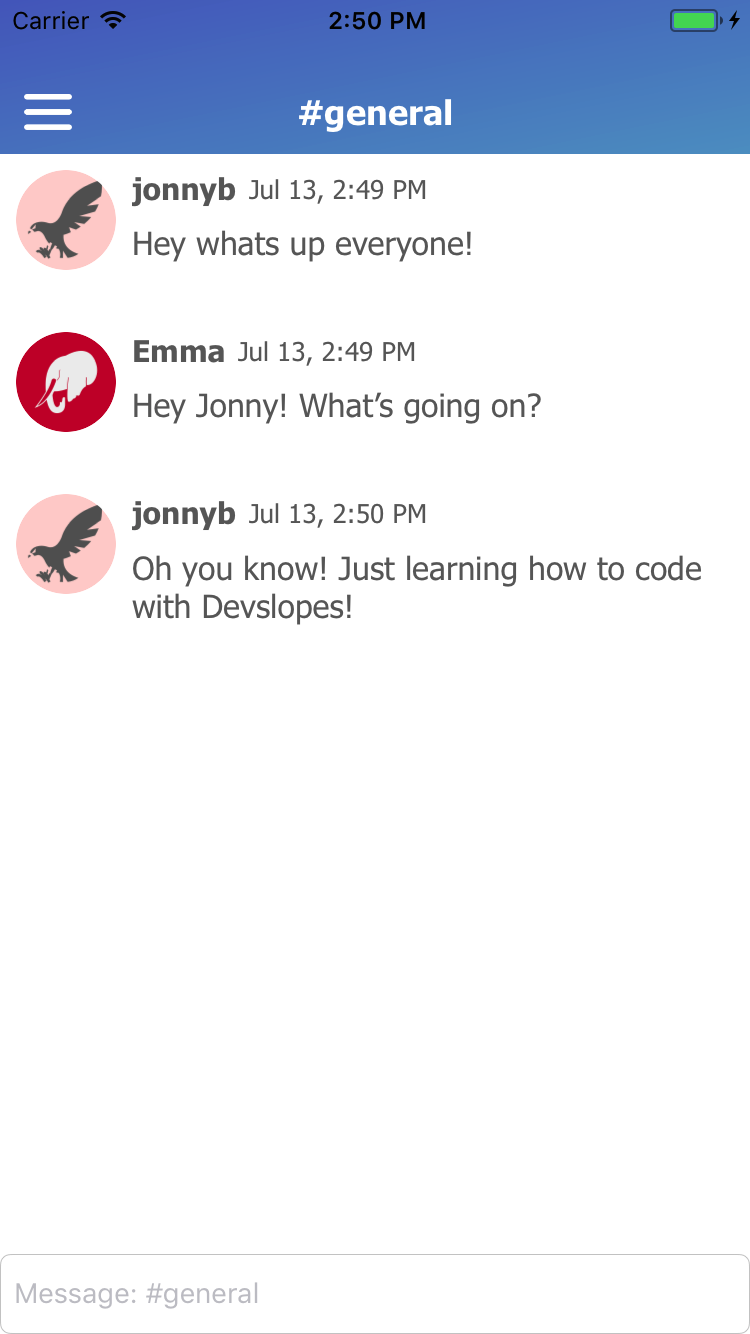 Carrier 2:50 PM
#general
jonnyb Jul 13, 2:49 PM
Hey whats up everyone!
Emma Jul 13, 2:49 PM
Hey Jonny! What’s going on?
jonnyb Jul 13, 2:50 PM
Oh you know! Just learning how to code
with Devslopes!
Message: #general